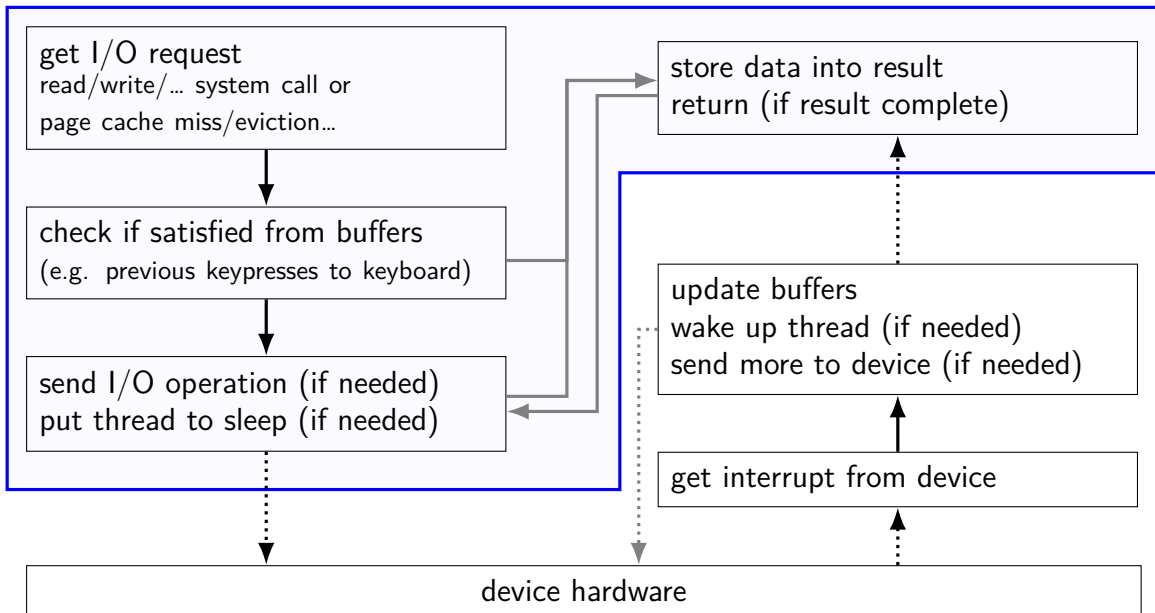 get I/O request
read/write/… system call or
page cache miss/eviction…
check if satisfied from buffers
(e.g. previous keypresses to keyboard)
send I/O operation (if needed)
put thread to sleep (if needed)
store data into result
return (if result complete)
update buffers
wake up thread (if needed)
send more to device (if needed)
get interrupt from device
device hardware